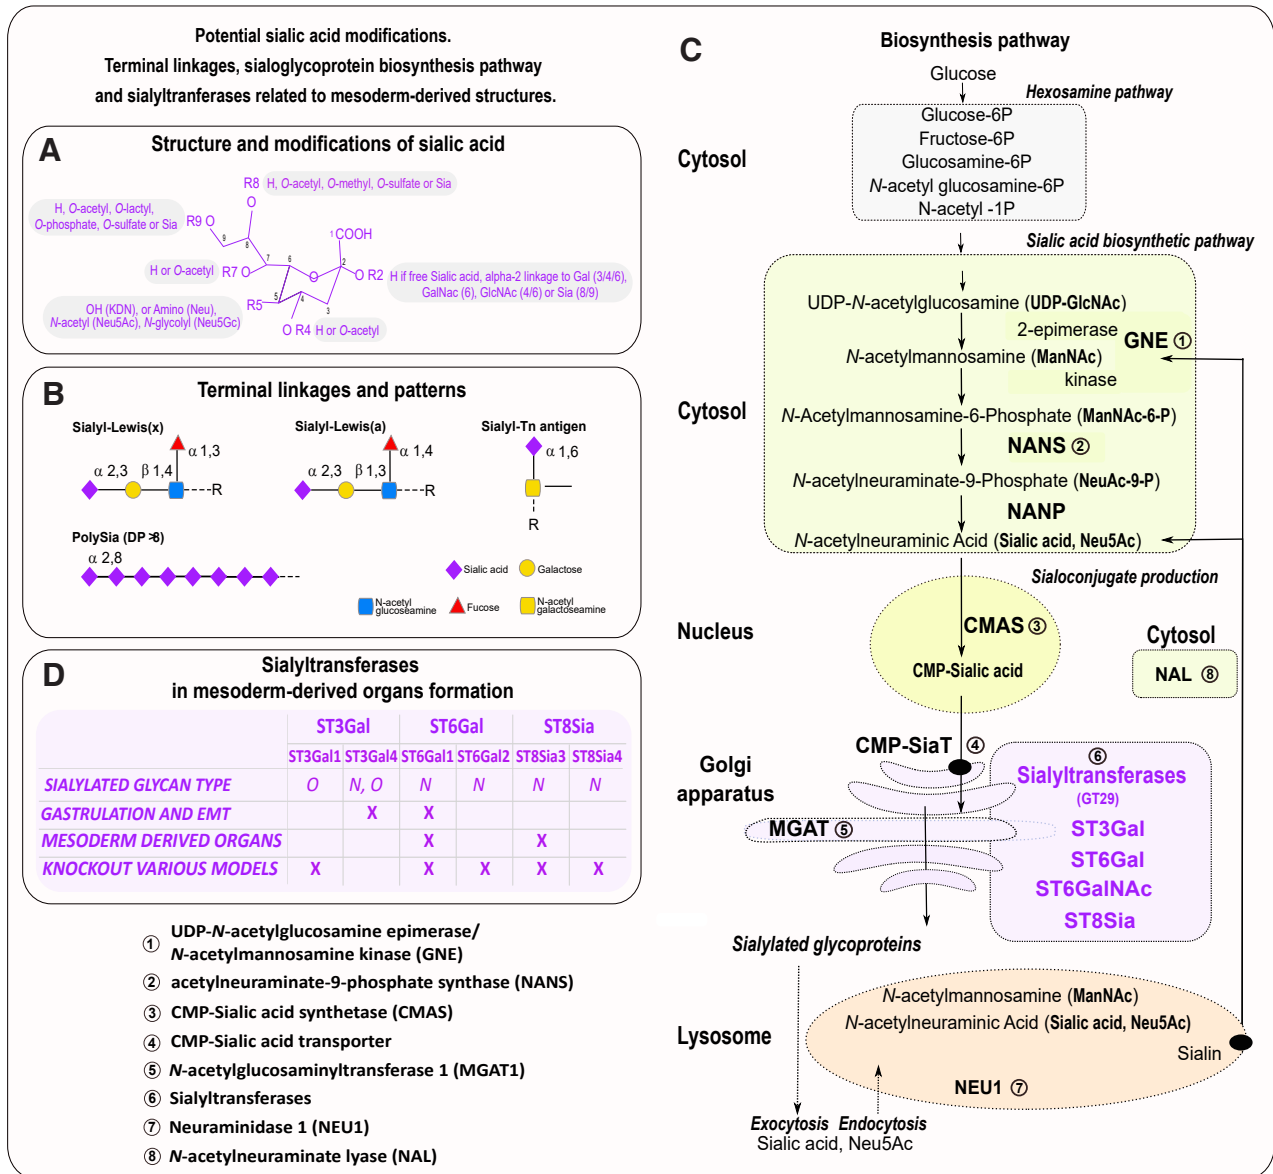 Potential sialic acid modifications.
Terminal linkages, sialoglycoprotein biosynthesis pathway
and sialyltranferases related to mesoderm-derived structures.
A
Structure and modifications of sialic acid
R8 H, O-acetyl, O-methyl, O-sulfate or Sia
O
H, O-acetyl, O-lactyl,
O-phosphate, O-sulfate or Sia
R9 O
9
8
1COOH
H or O-acetyl R7 O
7
6
O
2
O R2
H if free Sialic acid, alpha-2 linkage to Gal (3/4/6),
GalNac (6), GlcNAc (4/6) or Sia (8/9)
OH (KDN), or Amino (Neu),
N-acetyl (Neu5Ac), N-glycolyl (Neu5Gc)
R5
5
4
3
O R4 H or O-acetyl
B
Terminal linkages and patterns
Sialyl-Lewis(x)
α 1,3
α 2,3 β 1,4
R
Sialyl-Lewis(a)
α 1,4
α 2,3 β 1,3
R
Sialyl-Tn antigen
α 1,6
R
PolySia (DP >8)
α 2,8
Sialic acid
Galactose
N-acetyl
glucoseamine
Fucose
N-acetyl
galactoseamine
D
Sialyltransferases
in mesoderm-derived organs formation
ST3Gal ST6Gal ST8Sia
ST3Gal1 ST3Gal4 ST6Gal1 ST6Gal2 ST8Sia3 ST8Sia4
SIALYLATED GLYCAN TYPE O N, O N N N N
GASTRULATION AND EMT X X
MESODERM DERIVED ORGANS X X
KNOCKOUT VARIOUS MODELS X X X X X
① UDP-N-acetylglucosamine epimerase/
N-acetylmannosamine kinase (GNE)
② acetylneuraminate-9-phosphate synthase (NANS)
③ CMP-Sialic acid synthetase (CMAS)
④ CMP-Sialic acid transporter
⑤ N-acetylglucosaminyltransferase 1 (MGAT1)
⑥ Sialyltransferases
⑦ Neuraminidase 1 (NEU1)
⑧ N-acetylneuraminate lyase (NAL)
C
Biosynthesis pathway
Glucose
Hexosamine pathway
Cytosol
Glucose-6P
Fructose-6P
Glucosamine-6P
N-acetyl glucosamine-6P
N-acetyl -1P
Sialic acid biosynthetic pathway
Cytosol
UDP-N-acetylglucosamine (UDP-GlcNAc)
2-epimerase
GNE ①
N-acetylmannosamine (ManNAc)
kinase
N-Acetylmannosamine-6-Phosphate (ManNAc-6-P)
NANS ②
N-acetylneuraminate-9-Phosphate (NeuAc-9-P)
NANP
N-acetylneuraminic Acid (Sialic acid, Neu5Ac)
Sialoconjugate production
Nucleus
CMAS ③
CMP-Sialic acid
Cytosol
NAL ⑧
Golgi
apparatus
CMP-SiaT ④
MGAT ⑤
⑥
Sialyltransferases
(GT29)
ST3Gal
ST6Gal
ST6GalNAc
ST8Sia
Sialylated glycoproteins
Lysosome
N-acetylmannosamine (ManNAc)
N-acetylneuraminic Acid (Sialic acid, Neu5Ac)
Sialin
NEU1 ⑦
Exocytosis Endocytosis
Sialic acid, Neu5Ac